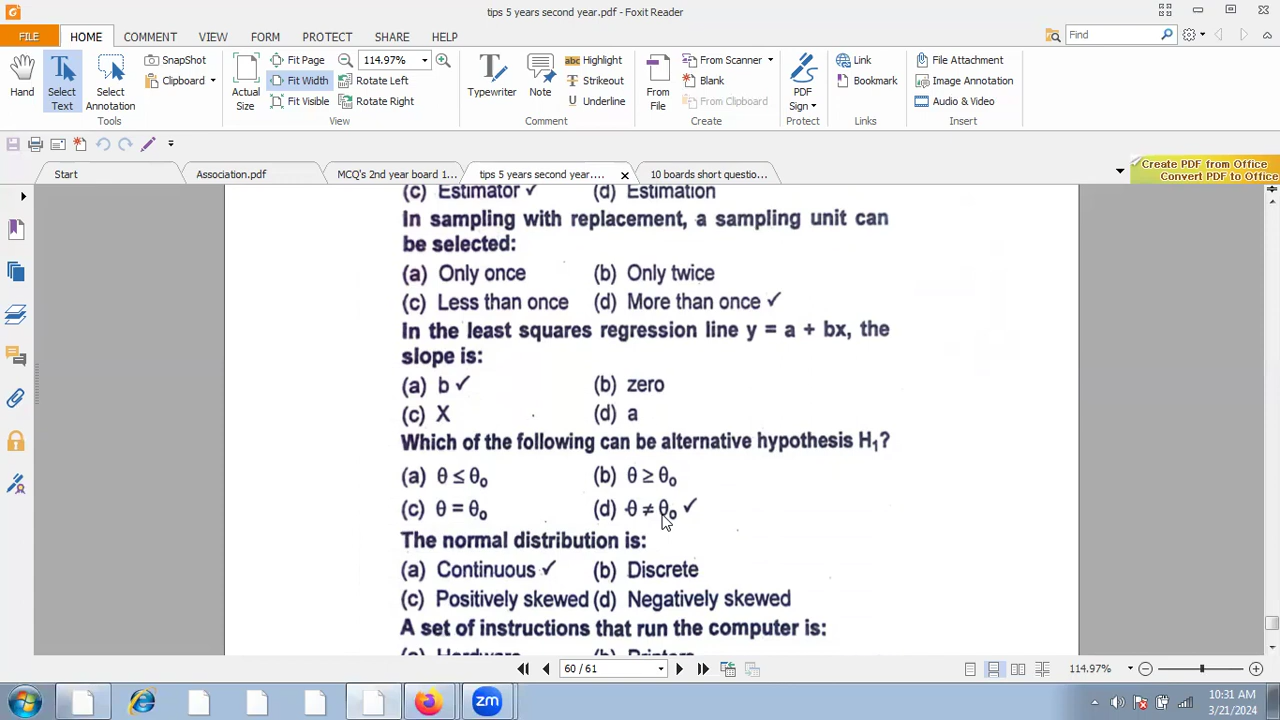 tips 5 years second year.pdf - Foxit Reader
FILE HOME COMMENT VIEW FORM PROTECT SHARE HELP Find
Hand Select Text Select Annotation SnapShot Clipboard Actual Size Fit Page Fit Width Fit Visible 114.97% Rotate Left Rotate Right Typewriter Note Highlight Strikeout Underline From File From Scanner Blank From Clipboard PDF Sign Link Bookmark File Attachment Image Annotation Audio & Video
Tools View Comment Create Protect Links Insert
Start Association.pdf MCQ's 2nd year board 1... tips 5 years second year.... 10 boards short questio...
Create PDF from Office
Convert PDF to Office
(c) Estimator ✓ (d) Estimation
In sampling with replacement, a sampling unit can
be selected:
(a) Only once (b) Only twice
(c) Less than once (d) More than once ✓
In the least squares regression line y = a + bx, the
slope is:
(a) b ✓ (b) zero
(c) X (d) a
Which of the following can be alternative hypothesis H₁?
(a) θ ≤ θ₀ (b) θ ≥ θ₀
(c) θ = θ₀ (d) θ ≠ θ₀ ✓
The normal distribution is:
(a) Continuous ✓ (b) Discrete
(c) Positively skewed (d) Negatively skewed
A set of instructions that run the computer is:
(a) Hardware (b) Printers
60 / 61 114.97%
zm
10:31 AM
3/21/2024